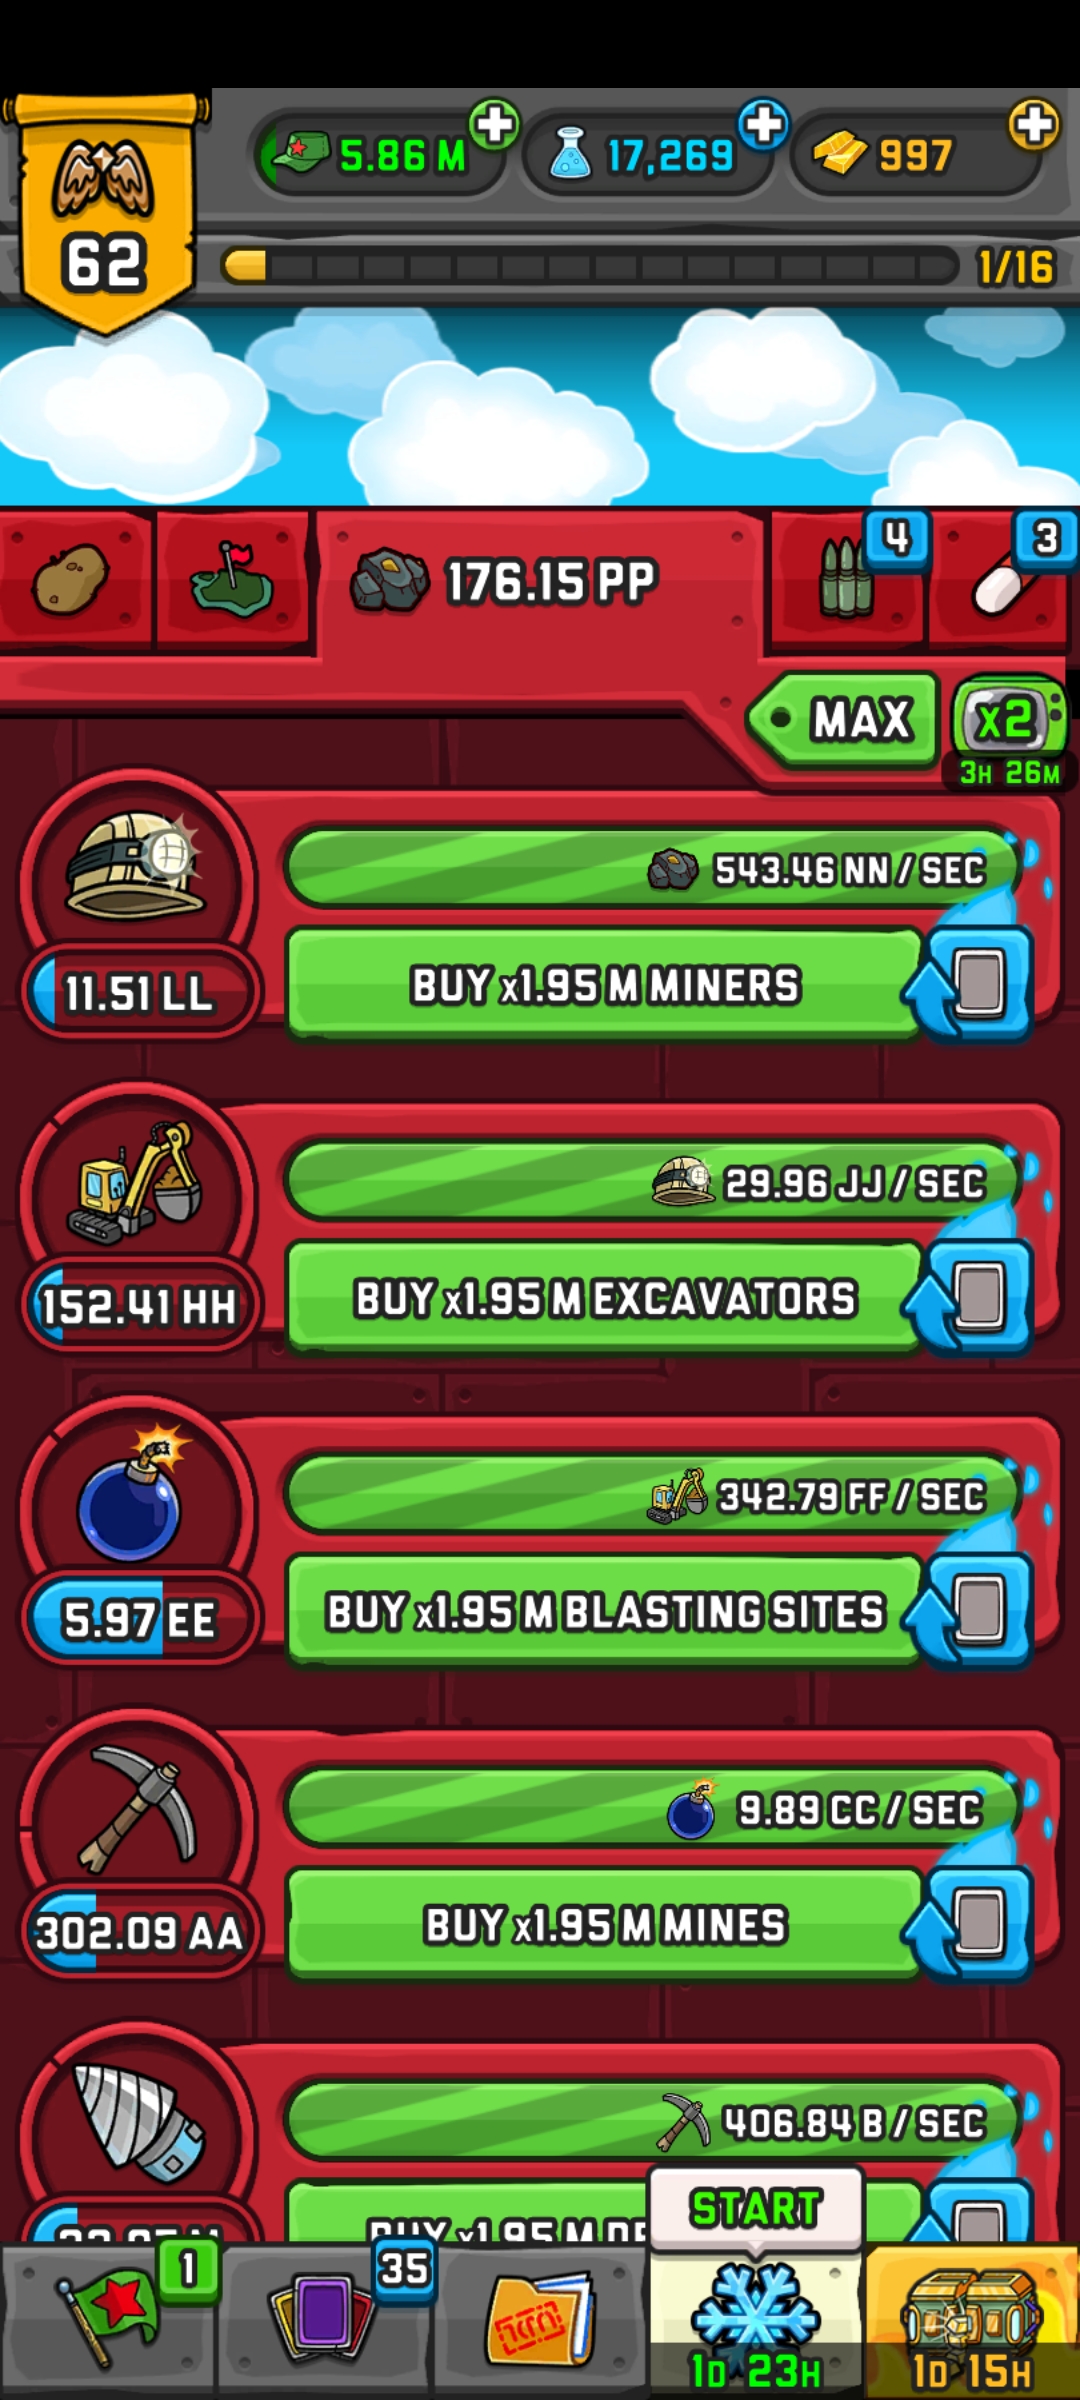 62
5.86 M
17,269
997
1/16
176.15 PP
4
3
MAX
x2
3H 26M
543.46 NN / SEC
11.51 LL
BUY x1.95 M MINERS
29.96 JJ / SEC
152.41 HH
BUY x1.95 M EXCAVATORS
342.79 FF / SEC
5.97 EE
BUY x1.95 M BLASTING SITES
9.89 CC / SEC
302.09 AA
BUY x1.95 M MINES
406.84 B / SEC
BUY x1.95 M
START
1
35
1D 23H
1D 15H